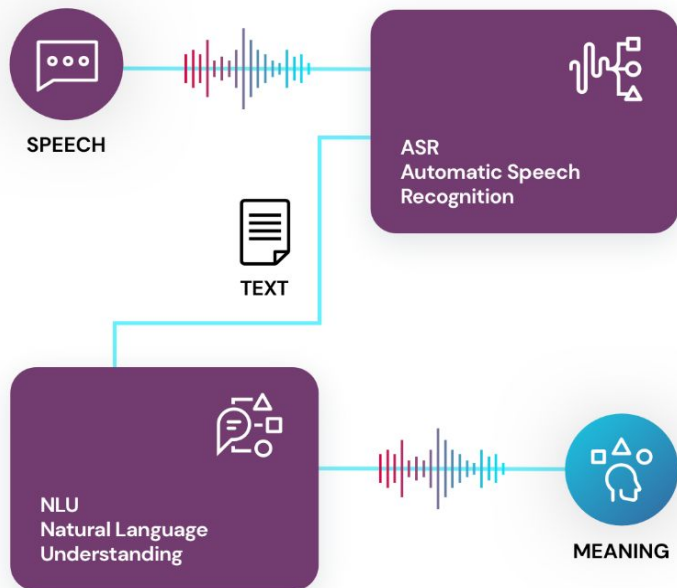 SPEECH
ASR
Automatic Speech
Recognition
TEXT
NLU
Natural Language
Understanding
MEANING